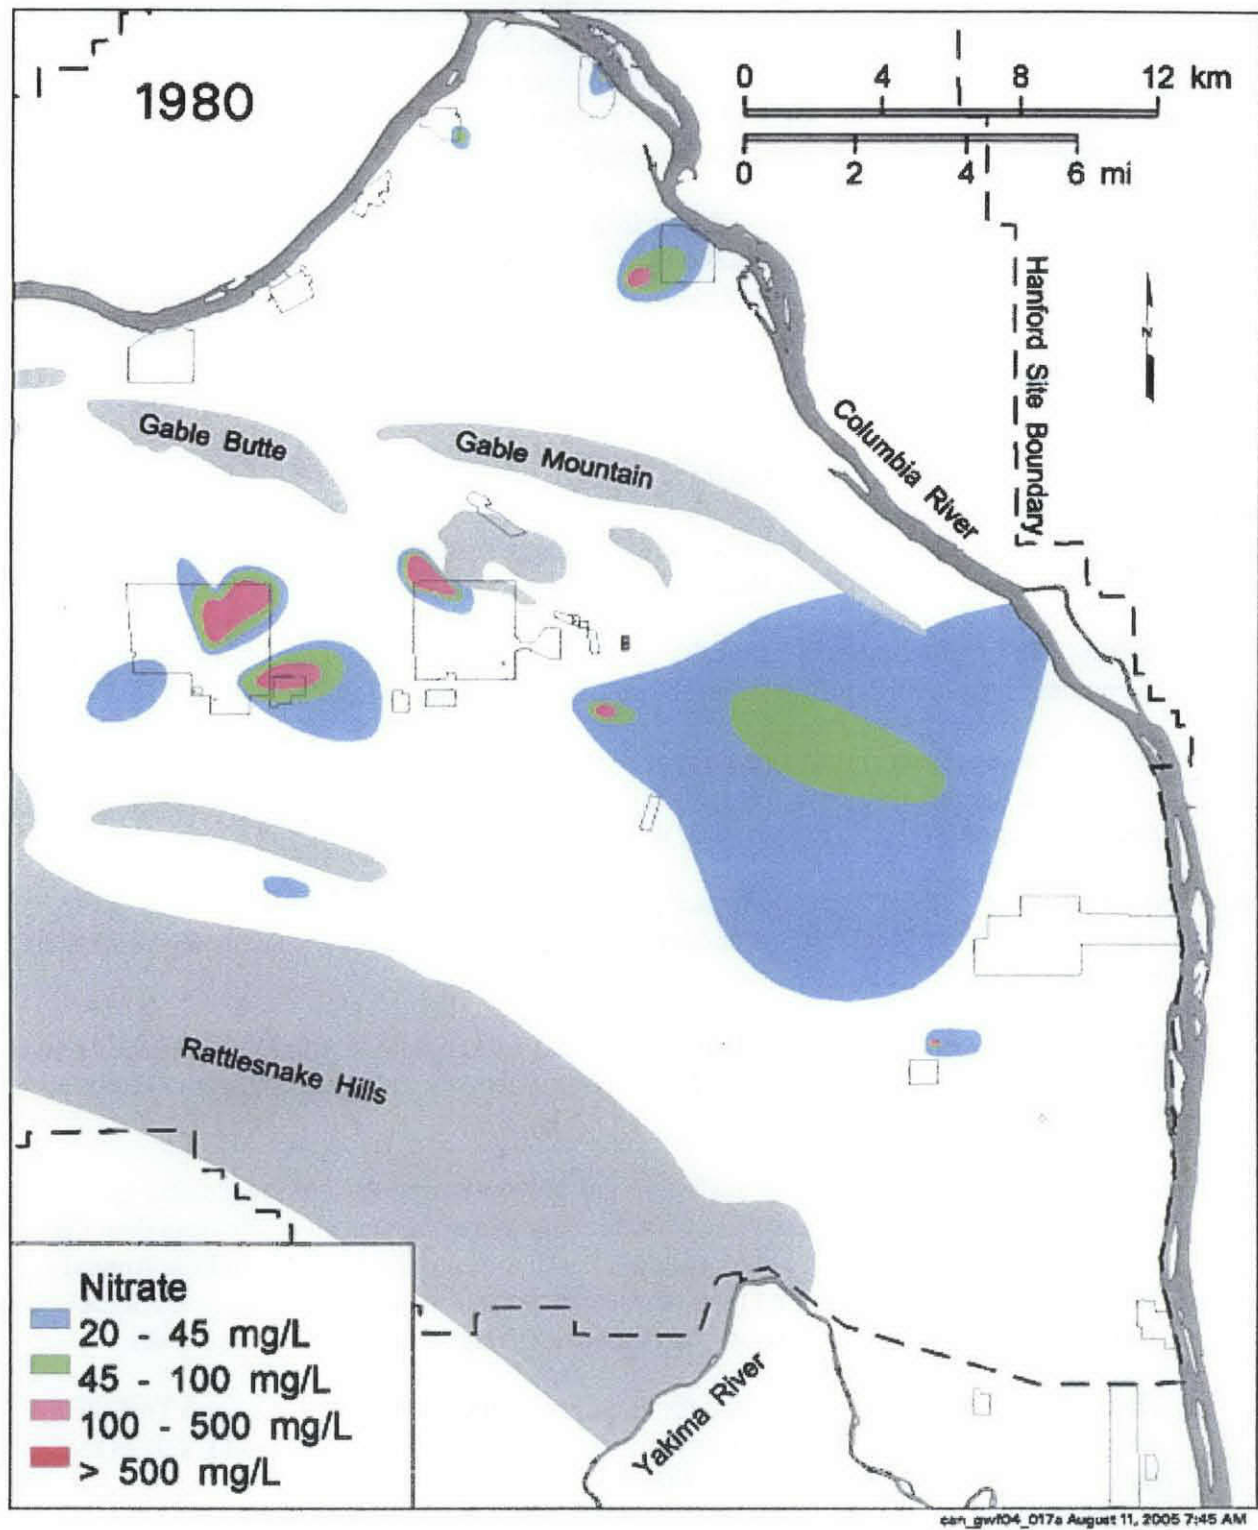 1980
0 4 8 12 km
0 2 4 6 mi
N
Hanford Site Boundary
Columbia River
Gable Butte
Gable Mountain
Rattlesnake Hills
Yakima River
Nitrate
20 - 45 mg/L
45 - 100 mg/L
100 - 500 mg/L
> 500 mg/L
can_gwf04_017a August 11, 2005 7:45 AM